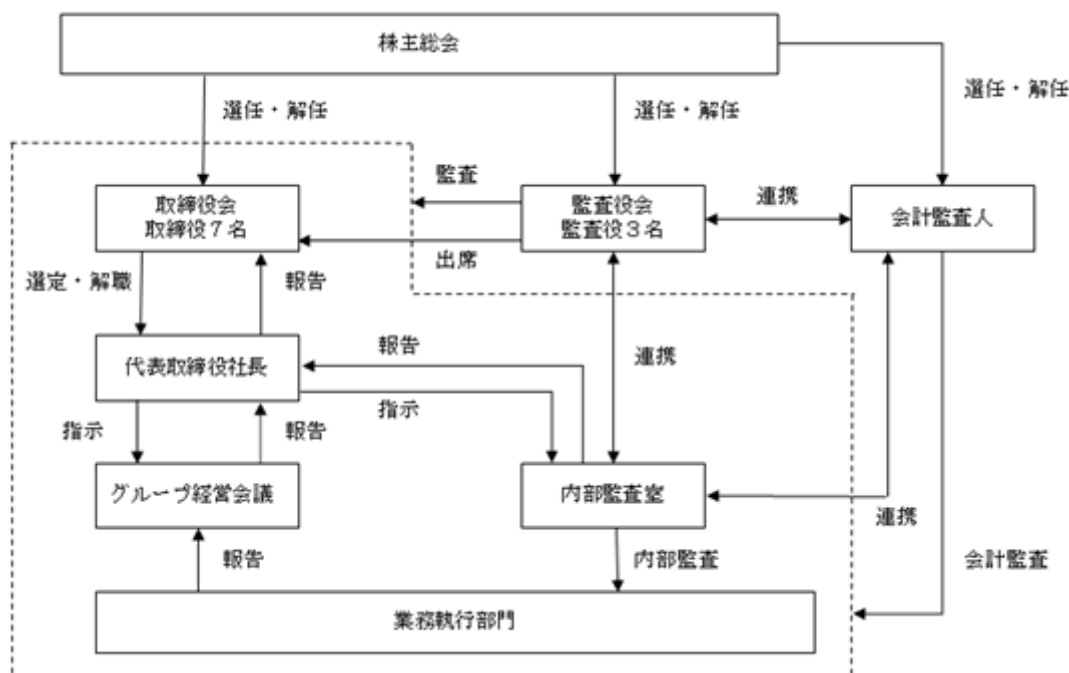 株主総会
選任・解任
選任・解任
選任・解任
監査
取締役会
取締役7名
監査役会
監査役3名
連携
会計監査人
出席
選定・解職
報告
報告
連携
代表取締役社長
指示
指示
報告
グループ経営会議
内部監査室
連携
報告
内部監査
会計監査
業務執行部門